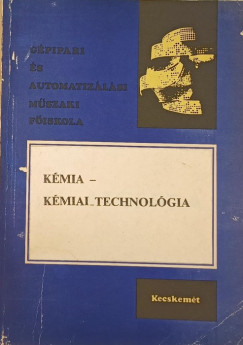 GÉPIPARI
ÉS
AUTOMATIZÁLÁSI
MŰSZAKI
FŐISKOLA
KÉMIA –
KÉMIAI TECHNOLÓGIA
Kecskemét